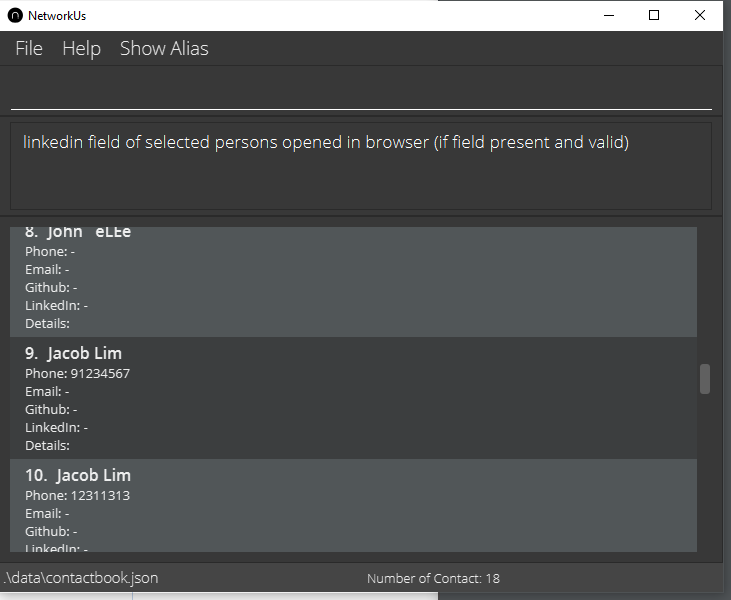 NetworkUs
File Help Show Alias
linkedin field of selected persons opened in browser (if field present and valid)
8. John eLEe
Phone: -
Email: -
Github: -
LinkedIn: -
Details:
9. Jacob Lim
Phone: 91234567
Email: -
Github: -
LinkedIn: -
Details:
10. Jacob Lim
Phone: 12311313
Email: -
Github: -
LinkedIn: -
.\data\contactbook.json
Number of Contact: 18